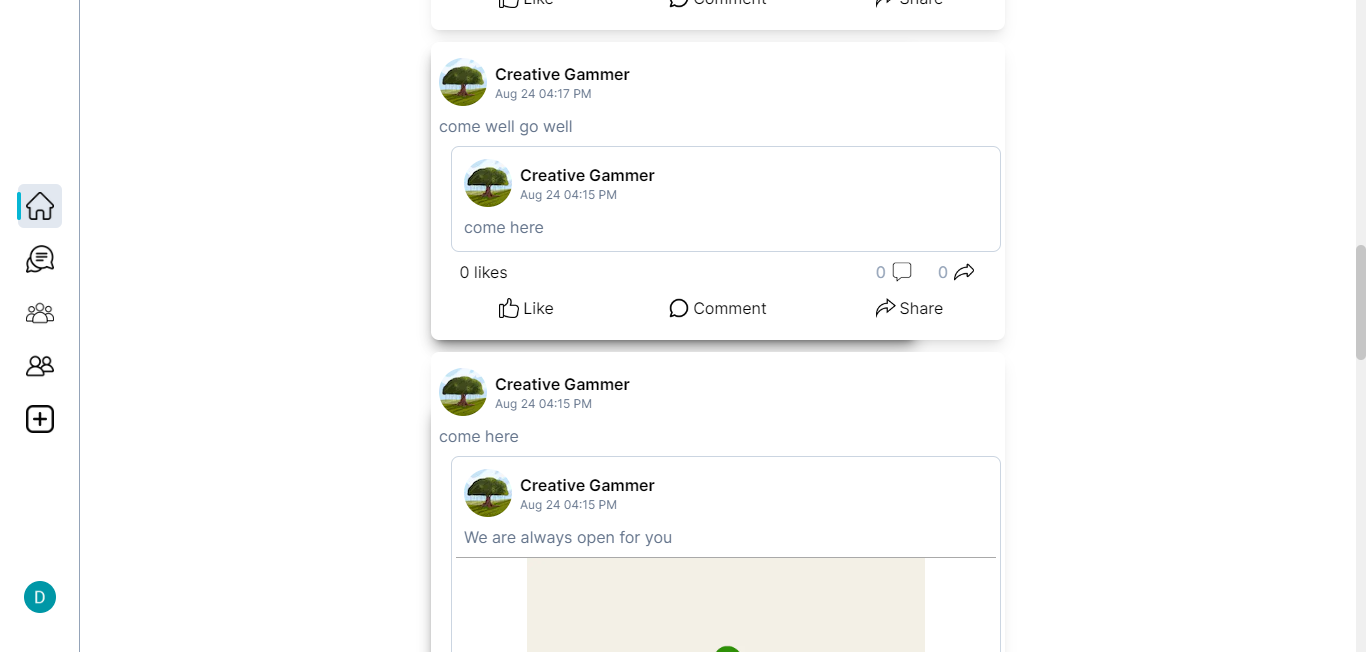 Like Comment Share
Creative Gammer
Aug 24 04:17 PM
come well go well
Creative Gammer
Aug 24 04:15 PM
come here
0 likes 0 0
Like Comment Share
Creative Gammer
Aug 24 04:15 PM
come here
Creative Gammer
Aug 24 04:15 PM
We are always open for you
D